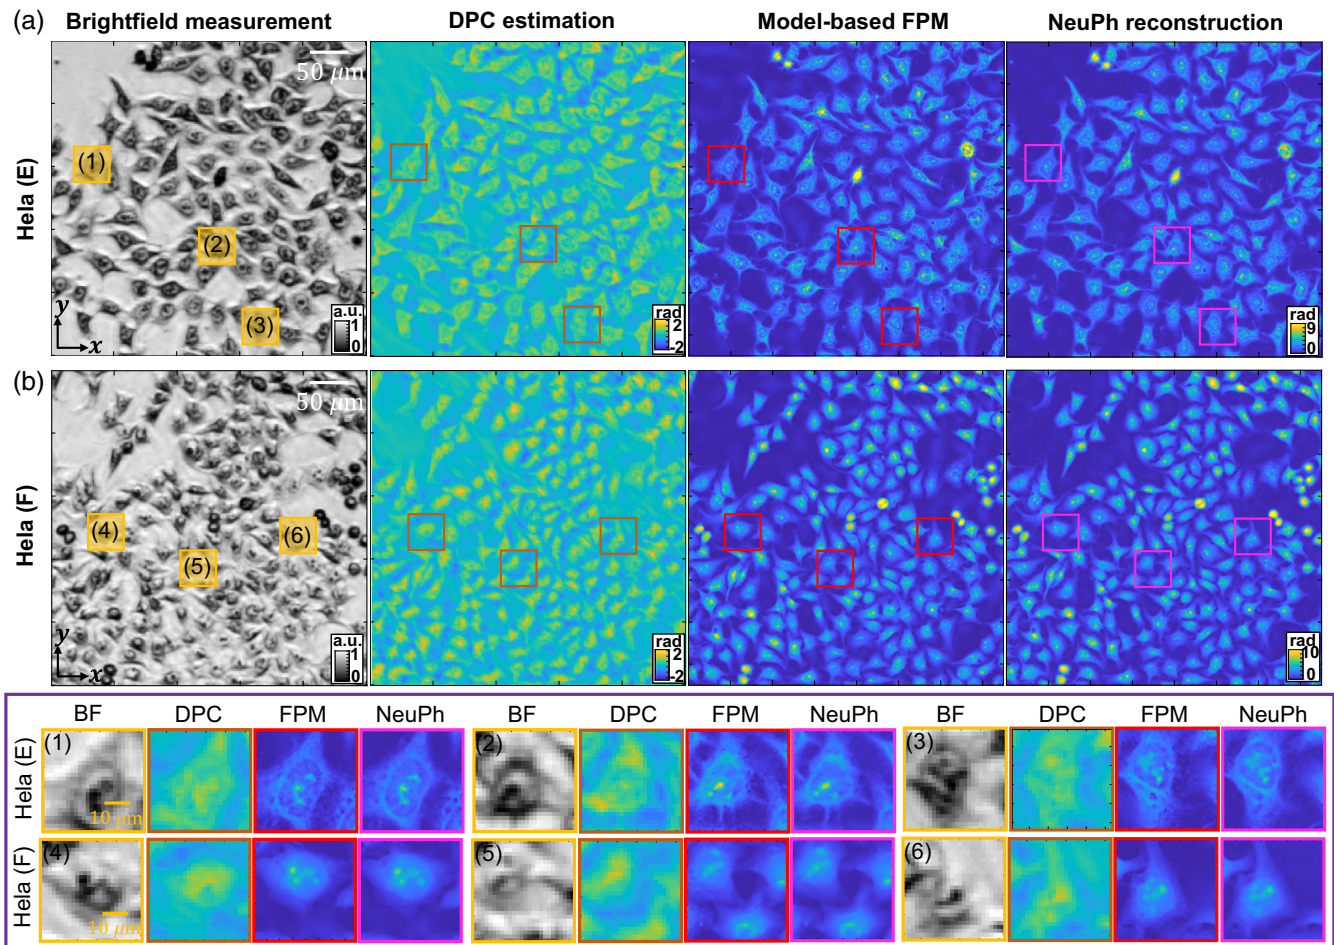 (a) Brightfield measurement DPC estimation Model-based FPM NeuPh reconstruction
Hela (E)
50 μm
(1)
(2)
(3)
y
x
a.u.
1
0
rad
2
-2
rad
9
0
(b)
Hela (F)
50 μm
(4)
(5)
(6)
y
x
a.u.
1
0
rad
2
-2
rad
10
0
BF DPC FPM NeuPh BF DPC FPM NeuPh BF DPC FPM NeuPh
Hela (E)
(1) (2) (3)
10 μm
Hela (F)
(4) (5) (6)
10 μm